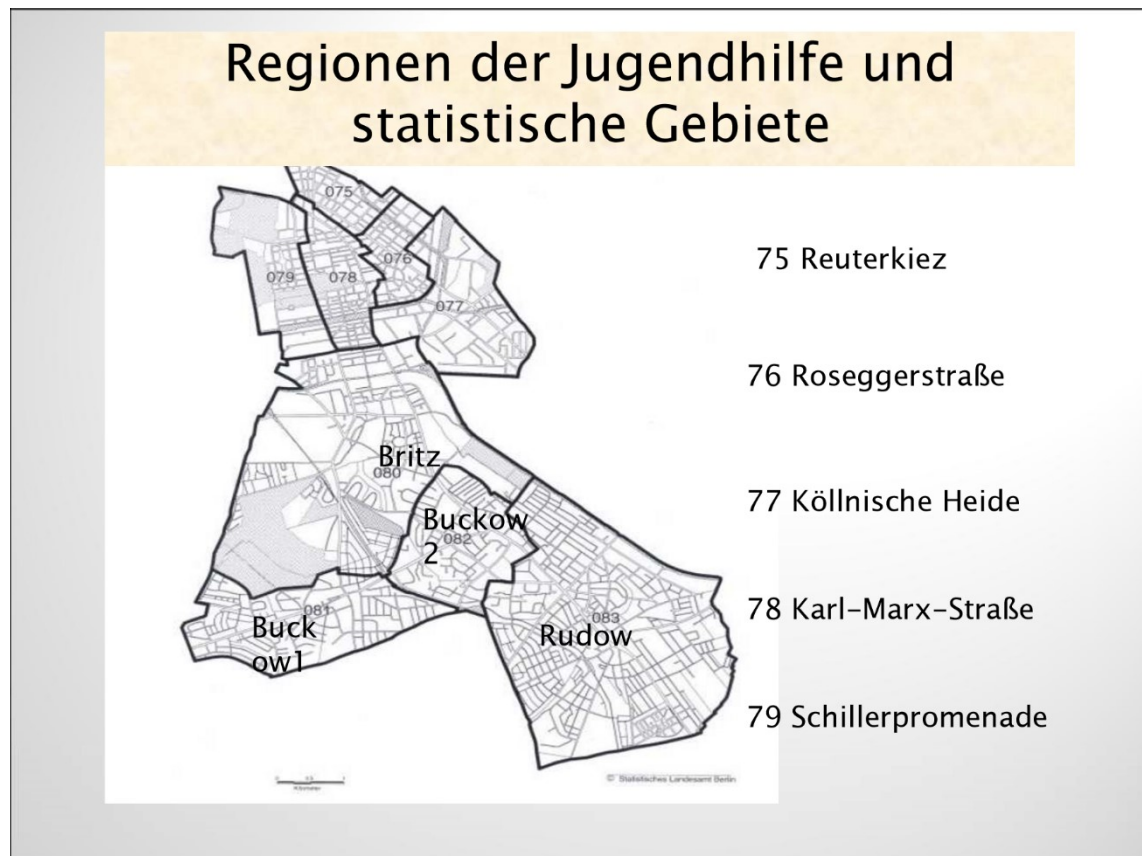 Regionen der Jugendhilfe und
statistische Gebiete
075
076
079
078
077
75 Reuterkiez
76 Roseggerstraße
Britz
080
77 Köllnische Heide
Buckow
2
082
081
Buck
ow1
083
Rudow
78 Karl-Marx-Straße
79 Schillerpromenade
© Statistisches Landesamt Berlin